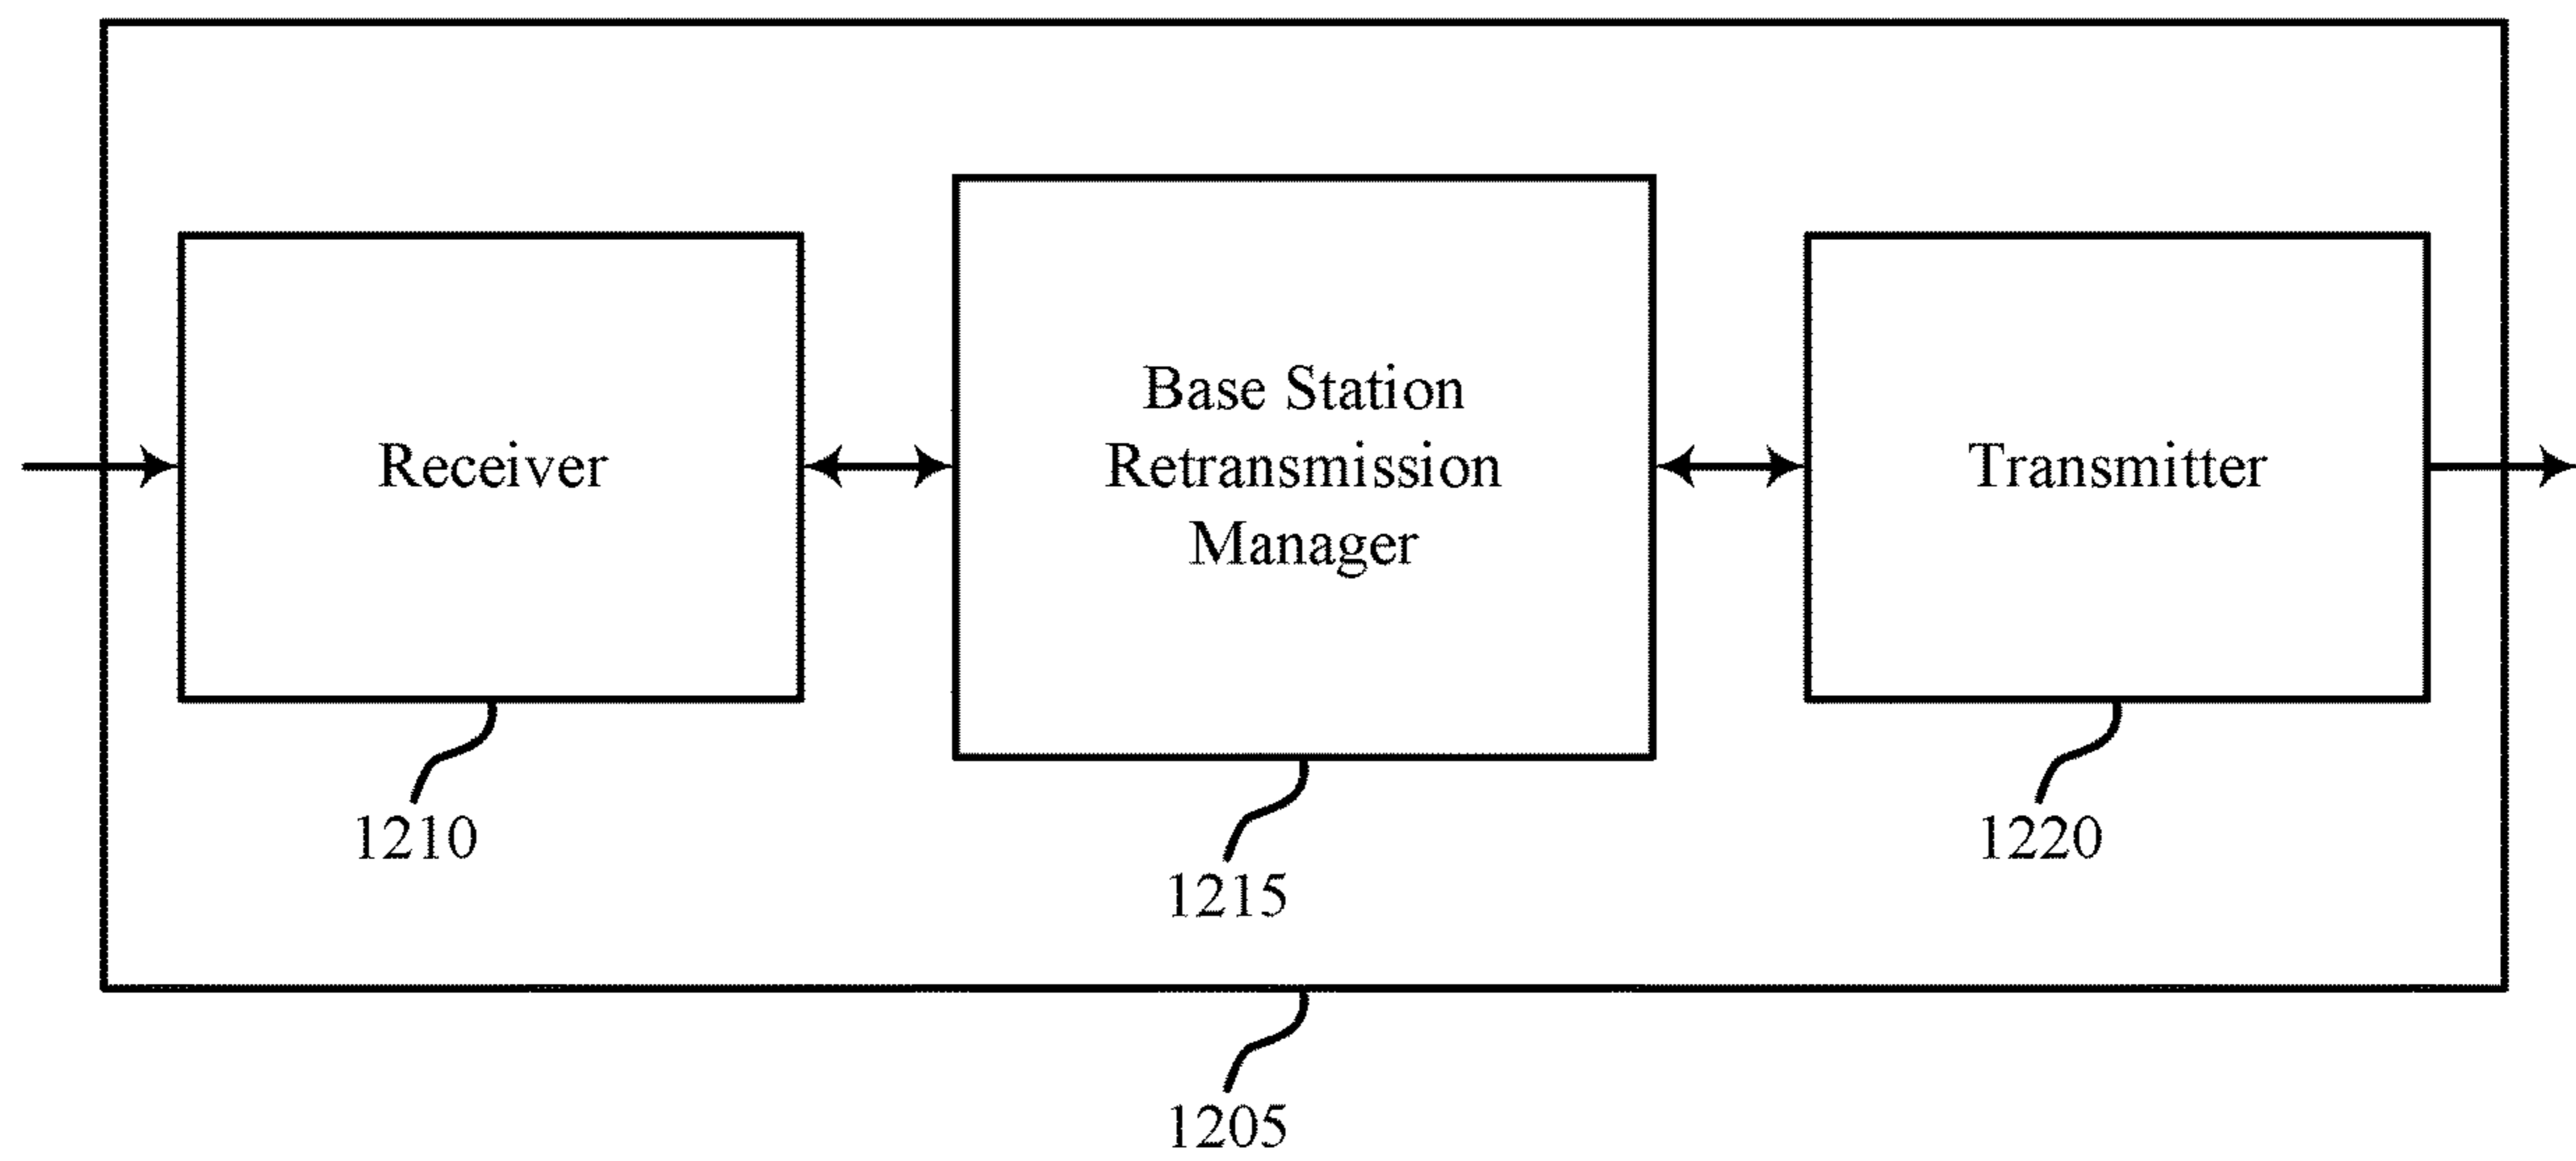 Receiver
Base Station
Retransmission
Manager
Transmitter
1210
1215
1220
1205